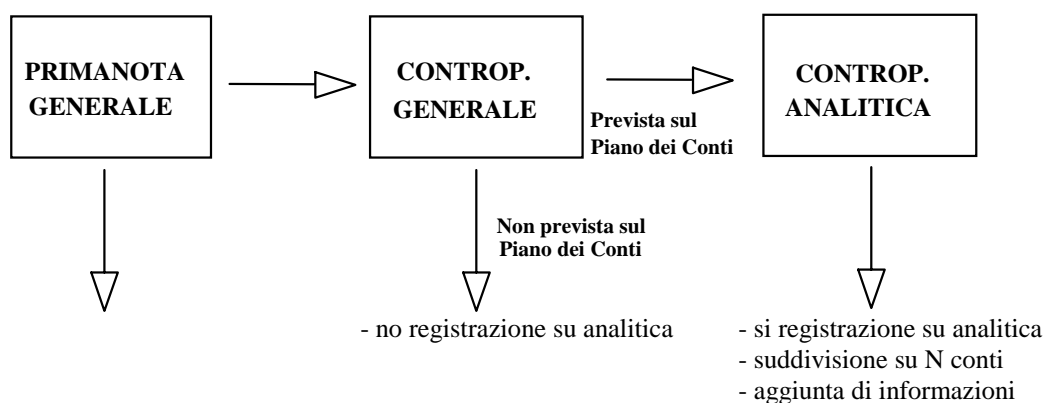 PRIMANOTA
GENERALE
CONTROP.
GENERALE
CONTROP.
ANALITICA
Prevista sul
Piano dei Conti
Non prevista sul
Piano dei Conti
- no registrazione su analitica
- si registrazione su analitica
- suddivisione su N conti
- aggiunta di informazioni